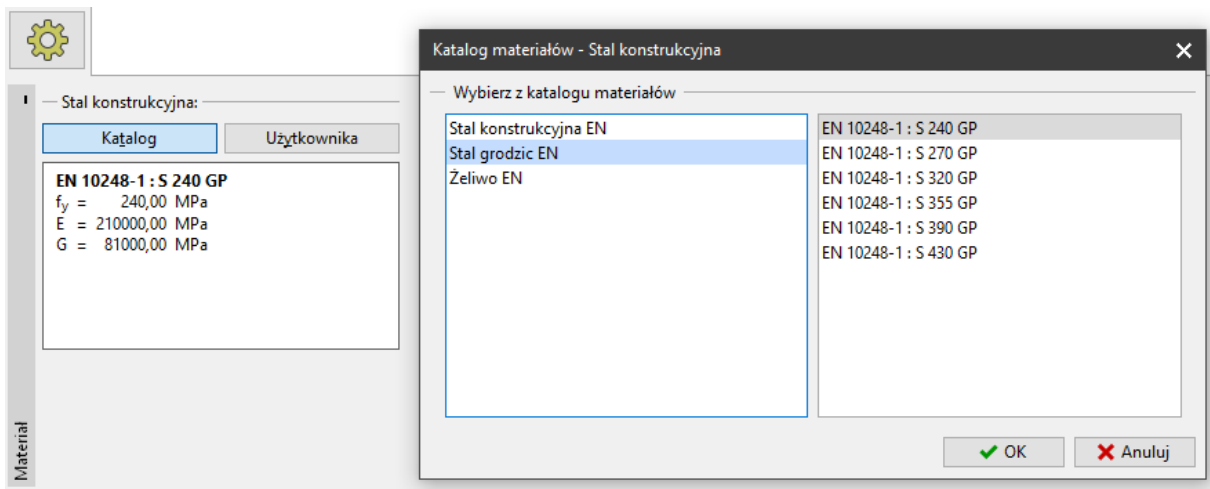 Stal konstrukcyjna:
Katalog Użytkownika
EN 10248-1 : S 240 GP
fy = 240,00 MPa
E = 210000,00 MPa
G = 81000,00 MPa
Materiał
Katalog materiałów - Stal konstrukcyjna
Wybierz z katalogu materiałów
Stal konstrukcyjna EN
Stal grodzic EN
Żeliwo EN
EN 10248-1 : S 240 GP
EN 10248-1 : S 270 GP
EN 10248-1 : S 320 GP
EN 10248-1 : S 355 GP
EN 10248-1 : S 390 GP
EN 10248-1 : S 430 GP
OK Anuluj